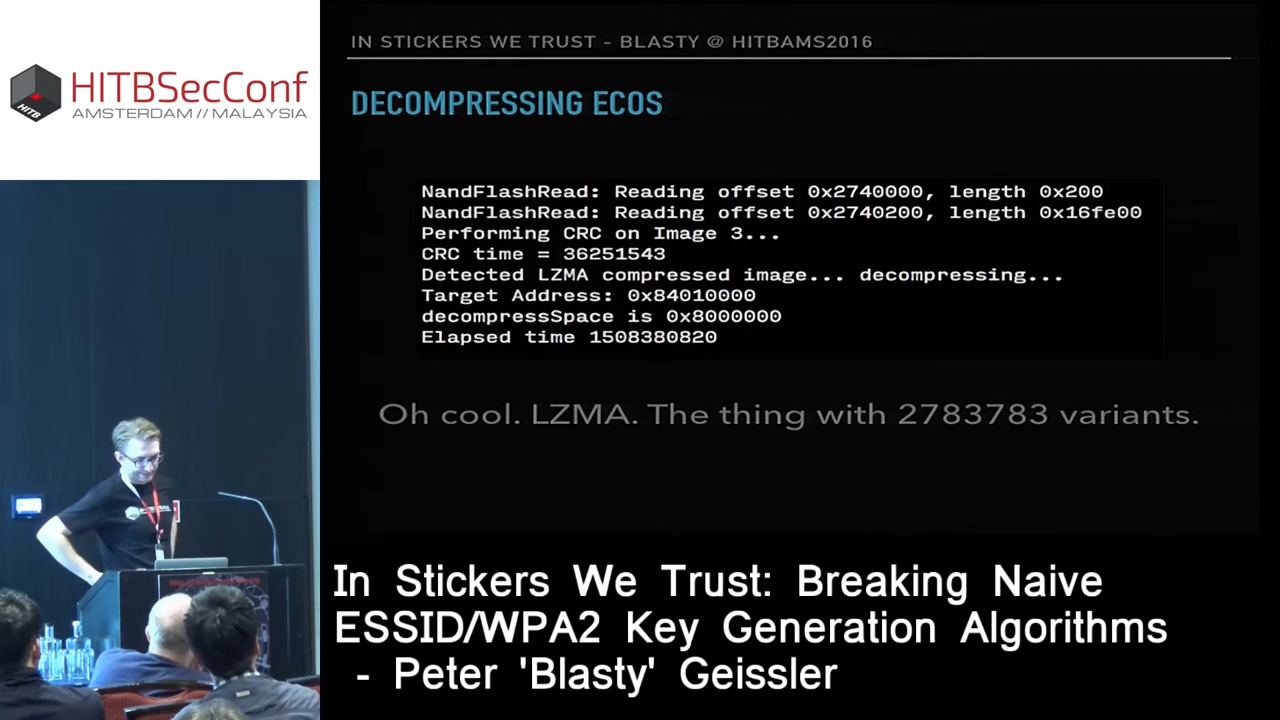 HITBSecConf
AMSTERDAM // MALAYSIA
HITB
IN STICKERS WE TRUST - BLASTY @ HITBAMS2016
DECOMPRESSING ECOS
NandFlashRead: Reading offset 0x2740000, length 0x200
NandFlashRead: Reading offset 0x2740200, length 0x16fe00
Performing CRC on Image 3...
CRC time = 36251543
Detected LZMA compressed image... decompressing...
Target Address: 0x84010000
decompressSpace is 0x8000000
Elapsed time 1508380820
Oh cool. LZMA. The thing with 2783783 variants.
In Stickers We Trust: Breaking Naive
ESSID/WPA2 Key Generation Algorithms
- Peter 'Blasty' Geissler